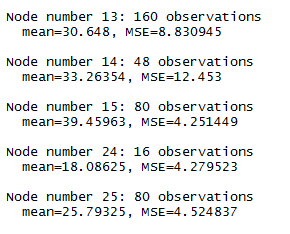 Node number 13: 160 observations
mean=30.648, MSE=8.830945
Node number 14: 48 observations
mean=33.26354, MSE=12.453
Node number 15: 80 observations
mean=39.45963, MSE=4.251449
Node number 24: 16 observations
mean=18.08625, MSE=4.279523
Node number 25: 80 observations
mean=25.79325, MSE=4.524837